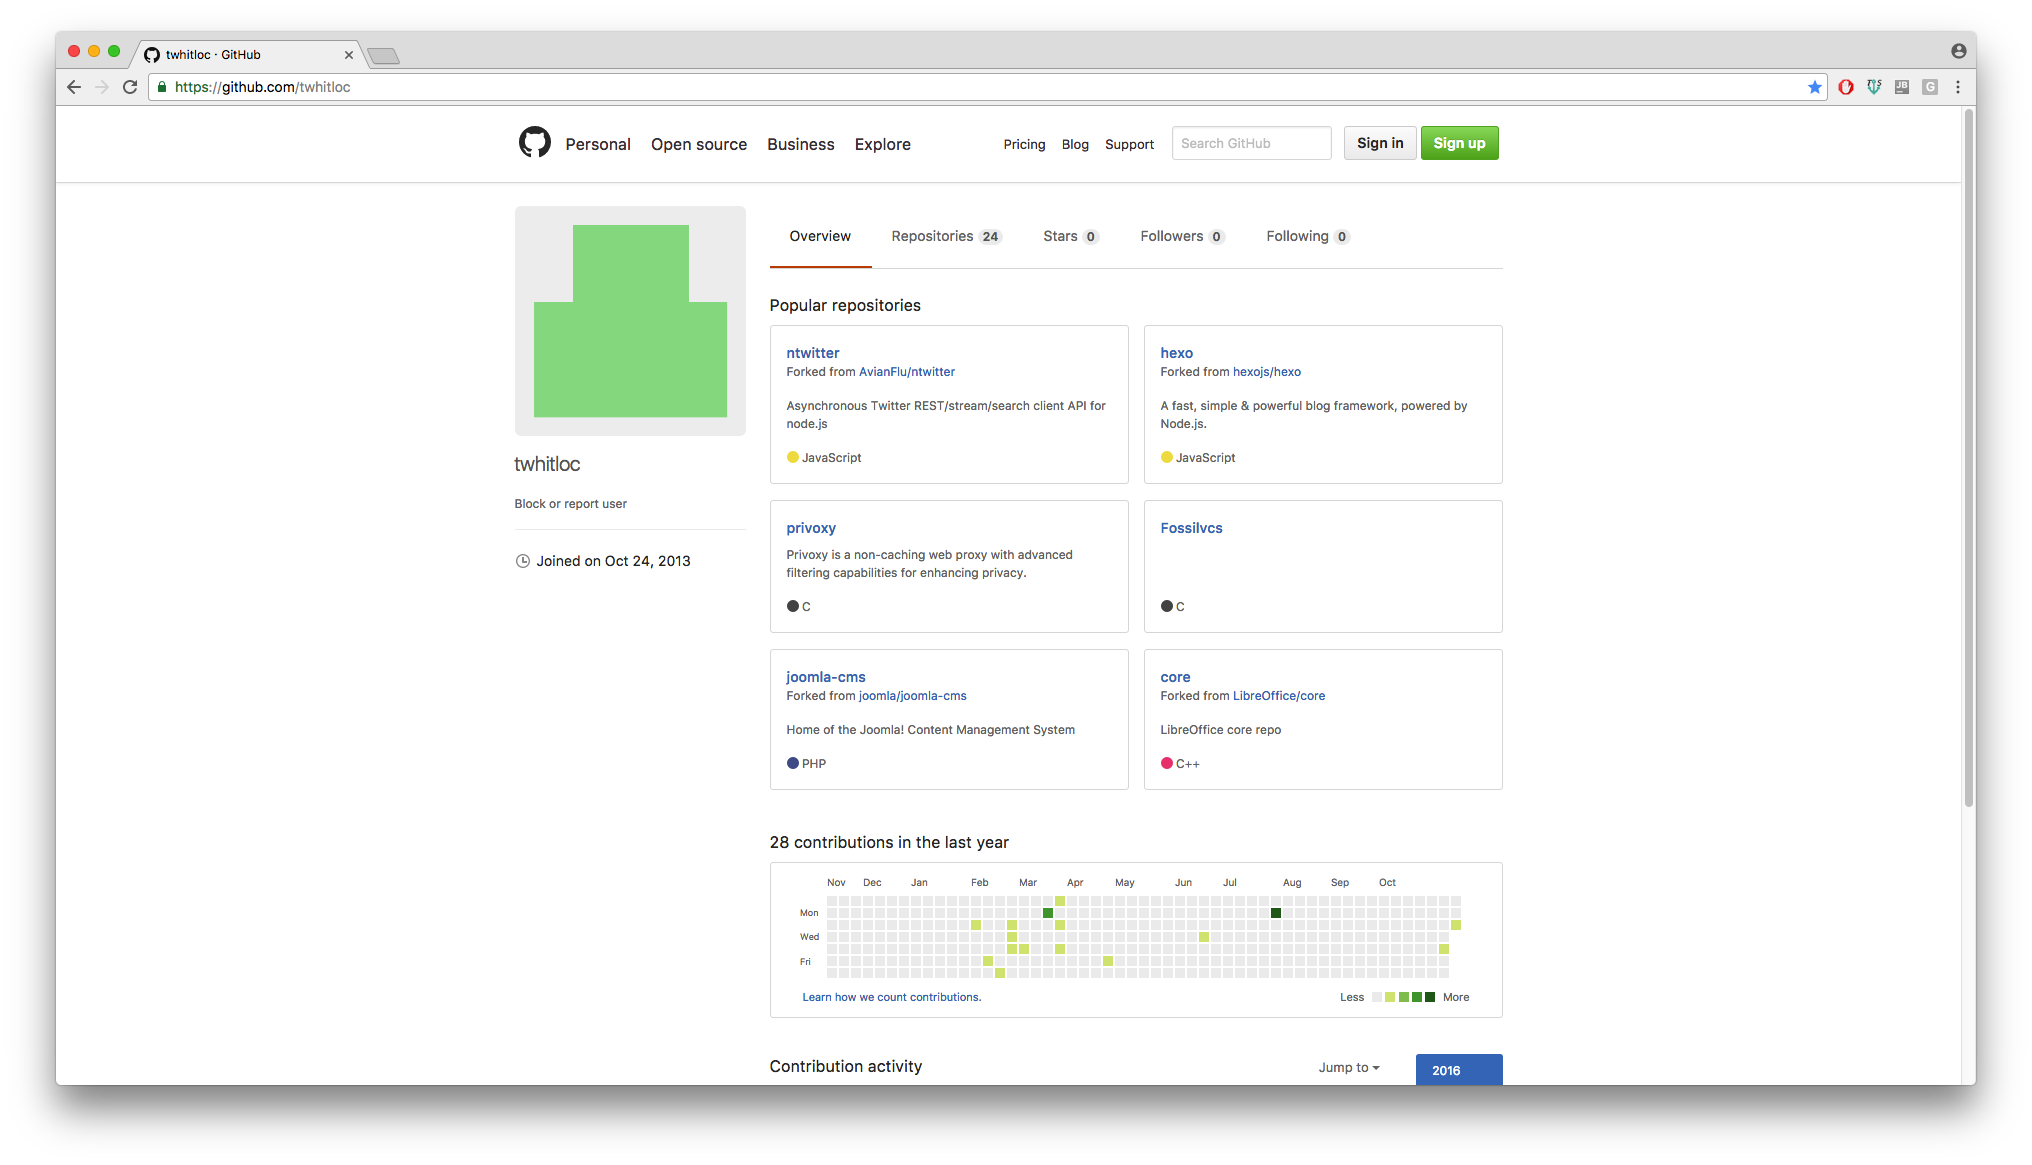 twhitloc · GitHub
https://github.com/twhitloc
Personal Open source Business Explore Pricing Blog Support Search GitHub Sign in Sign up
Overview Repositories 24 Stars 0 Followers 0 Following 0
twhitloc
Block or report user
Joined on Oct 24, 2013
Popular repositories
ntwitter
Forked from AvianFlu/ntwitter
Asynchronous Twitter REST/stream/search client API for
node.js
JavaScript
hexo
Forked from hexojs/hexo
A fast, simple & powerful blog framework, powered by
Node.js.
JavaScript
privoxy
Privoxy is a non-caching web proxy with advanced
filtering capabilities for enhancing privacy.
C
Fossilvcs
C
joomla-cms
Forked from joomla/joomla-cms
Home of the Joomla! Content Management System
PHP
core
Forked from LibreOffice/core
LibreOffice core repo
C++
28 contributions in the last year
Nov Dec Jan Feb Mar Apr May Jun Jul Aug Sep Oct
Mon
Wed
Fri
Learn how we count contributions. Less More
Contribution activity Jump to 2016